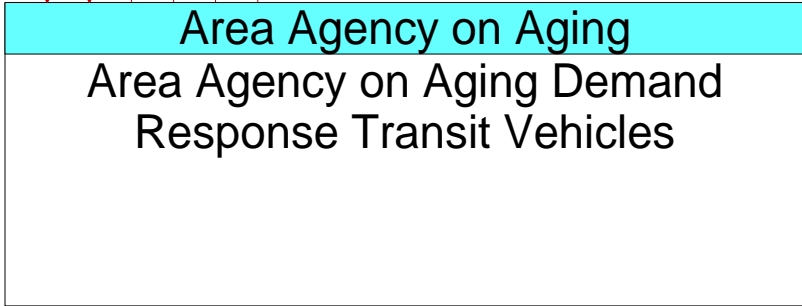 Area Agency on Aging
Area Agency on Aging Demand
Response Transit Vehicles